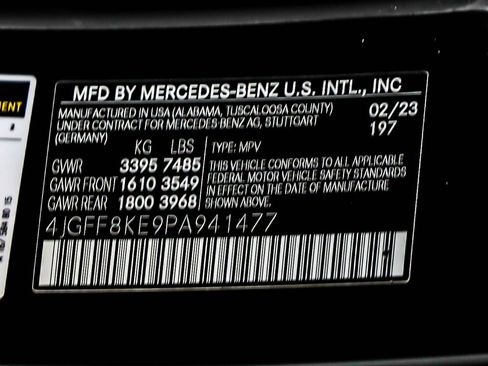 MFD BY MERCEDES-BENZ U.S. INTL., INC
MANUFACTURED IN USA (ALABAMA, TUSCALOOSA COUNTY)
UNDER CONTRACT FOR MERCEDES-BENZ AG, STUTTGART
(GERMANY)
02/23
197
KG LBS
GVWR 3395 7485
GAWR FRONT 1610 3549
GAWR REAR 1800 3968
TYPE: MPV
THIS VEHICLE CONFORMS TO ALL APPLICABLE
FEDERAL MOTOR VEHICLE SAFETY STANDARDS
IN EFFECT ON THE DATE OF MANUFACTURE
SHOWN ABOVE.
4JGFF8KE9PA941477